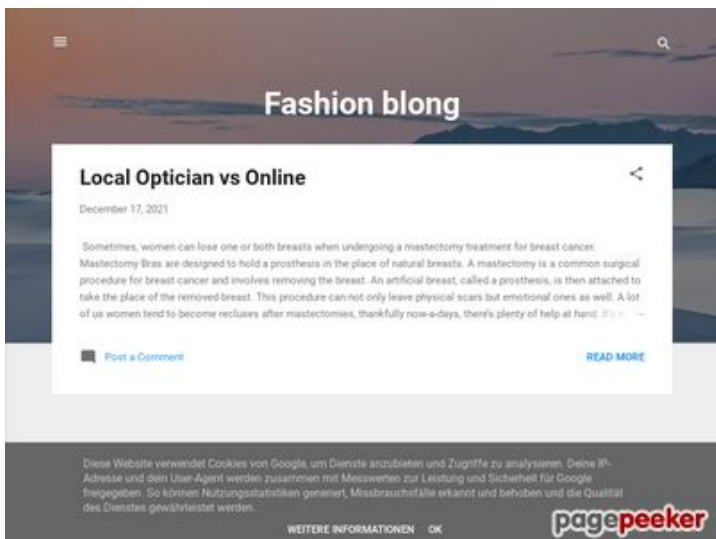 Fashion blong
Local Optician vs Online
December 17, 2021
Sometimes, women can lose one or both breasts when undergoing a mastectomy treatment for breast cancer.
Mastectomy Bras are designed to hold a prosthesis in the place of natural breasts. A mastectomy is a common surgical
procedure for breast cancer and involves removing the breast. An artificial breast, called a prosthesis, is then attached to
take the place of the removed breast. This procedure can not only leave physical scars but emotional ones as well. A lot
of us women tend to become recluses after mastectomies, thankfully now-a-days, there's plenty of help at hand. It's
Post a Comment
READ MORE
Diese Website verwendet Cookies von Google, um Dienste anzubieten und Zugriffe zu analysieren. Deine IP-
Adresse und dein User-Agent werden zusammen mit Messwerten zur Leistung und Sicherheit für Google
freigegeben. So können Nutzungsstatistiken generiert, Missbrauchsfälle erkannt und behoben und die Qualität
des Dienstes gewährleistet werden.
WEITERE INFORMATIONEN OK
pagepeeker